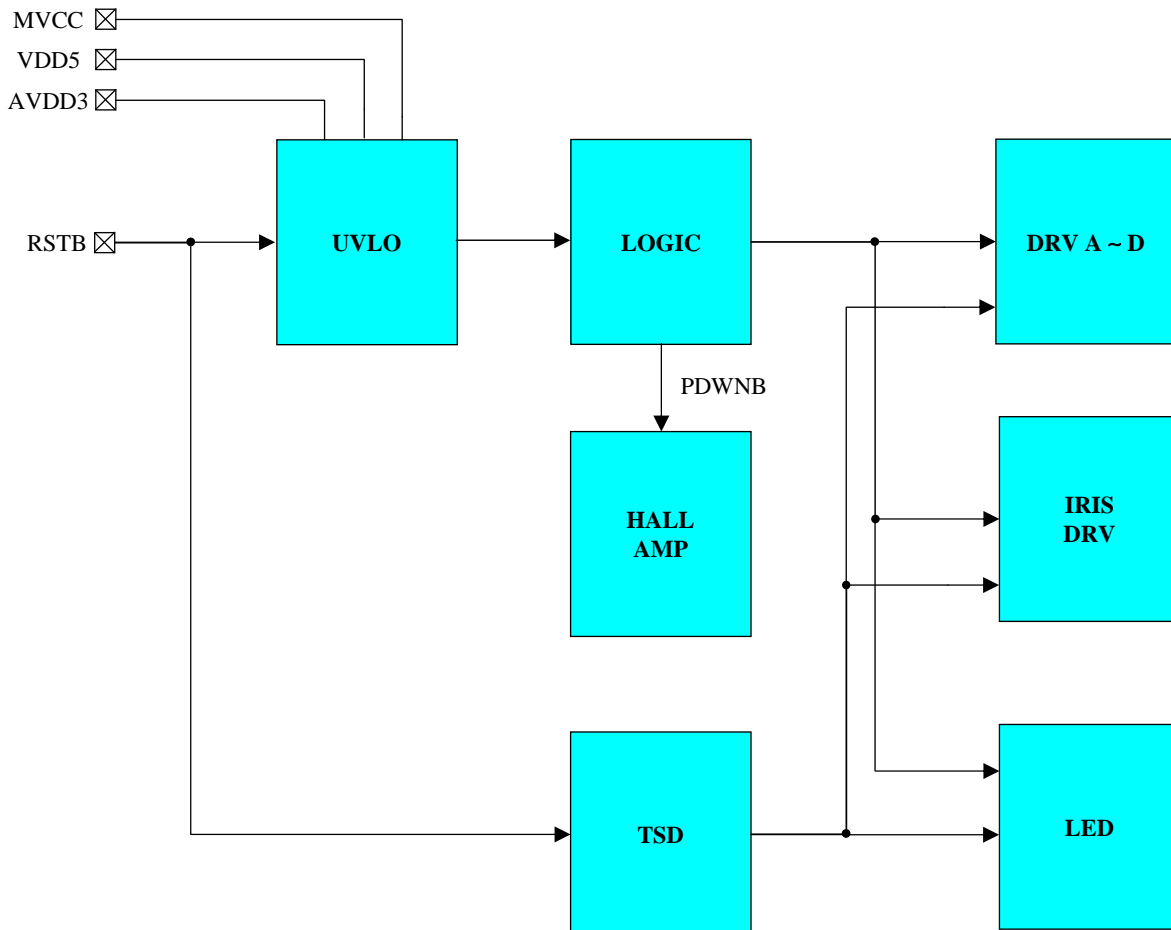 MVCC
VDD5
AVDD3
RSTB
UVLO
LOGIC
DRV A ~ D
PDWNB
HALL
AMP
IRIS
DRV
TSD
LED